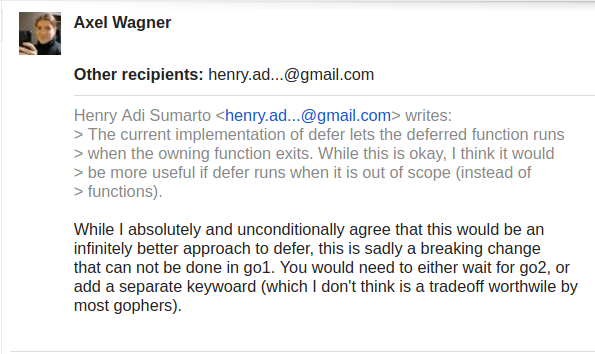 Axel Wagner
Other recipients: henry.ad...@gmail.com
Henry Adi Sumarto <henry.ad...@gmail.com> writes:
> The current implementation of defer lets the deferred function runs
> when the owning function exits. While this is okay, I think it would
> be more useful if defer runs when it is out of scope (instead of
> functions).
While I absolutely and unconditionally agree that this would be an
infinitely better approach to defer, this is sadly a breaking change
that can not be done in go1. You would need to either wait for go2, or
add a separate keywoard (which I don't think is a tradeoff worthwile by
most gophers).